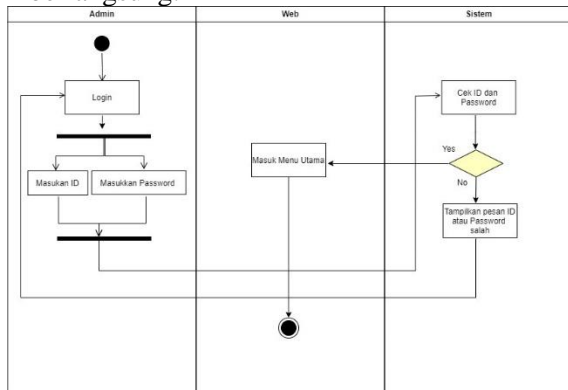 Admin
Web
Sistem
Login
Masukan ID
Masukkan Password
Masuk Menu Utama
Cek ID dan
Password
Yes
No
Tampilkan pesan ID
atau Password
salah